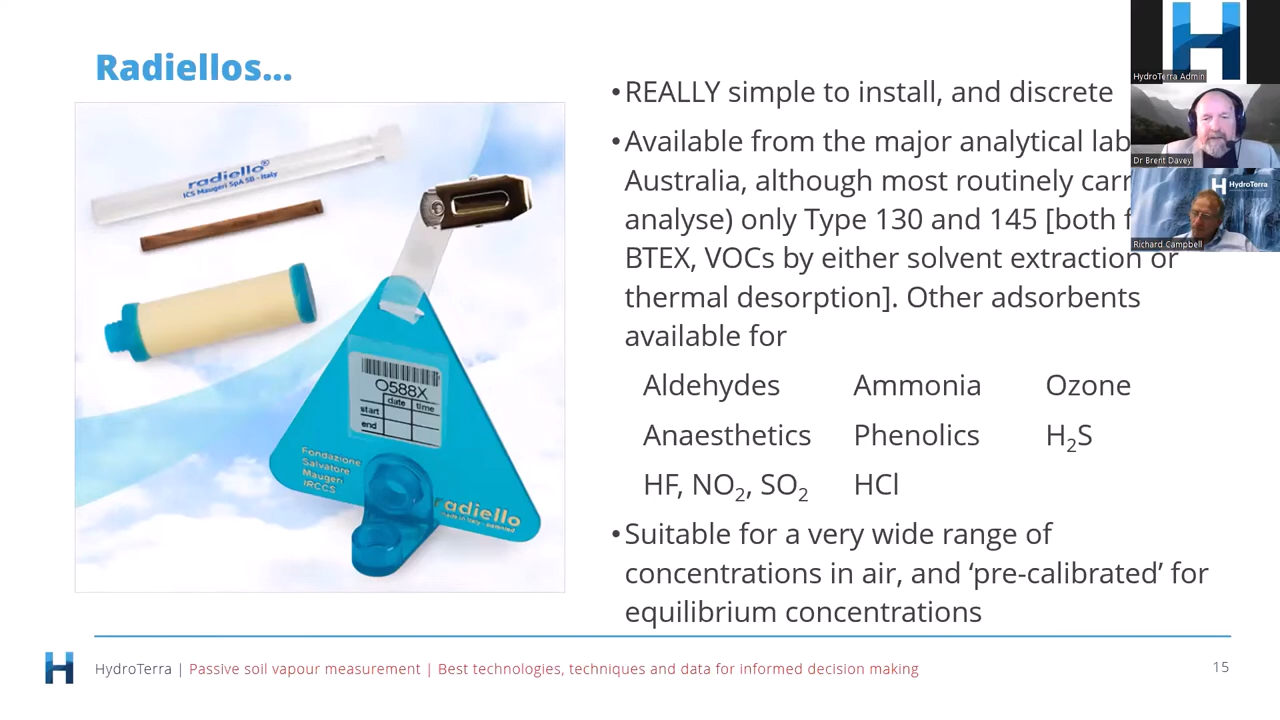 Radiellos...
radiello®
ICS Maugeri SpA SB - Italy
O588X
date time
start
end
Fondazione
Salvatore
Maugeri
IRCCS
radiello
made in Italy - patented
•REALLY simple to install, and discrete
•Available from the major analytical lab
Australia, although most routinely carr
analyse) only Type 130 and 145 [both f
BTEX, VOCs by either solvent extraction or
thermal desorption]. Other adsorbents
available for
Aldehydes Ammonia Ozone
Anaesthetics Phenolics H₂S
HF, NO₂, SO₂ HCl
•Suitable for a very wide range of
concentrations in air, and ‘pre-calibrated’ for
equilibrium concentrations
HydroTerra Admin
Dr Brent Davey
HydroTerra
Richard Campbell
HydroTerra | Passive soil vapour measurement | Best technologies, techniques and data for informed decision making
15